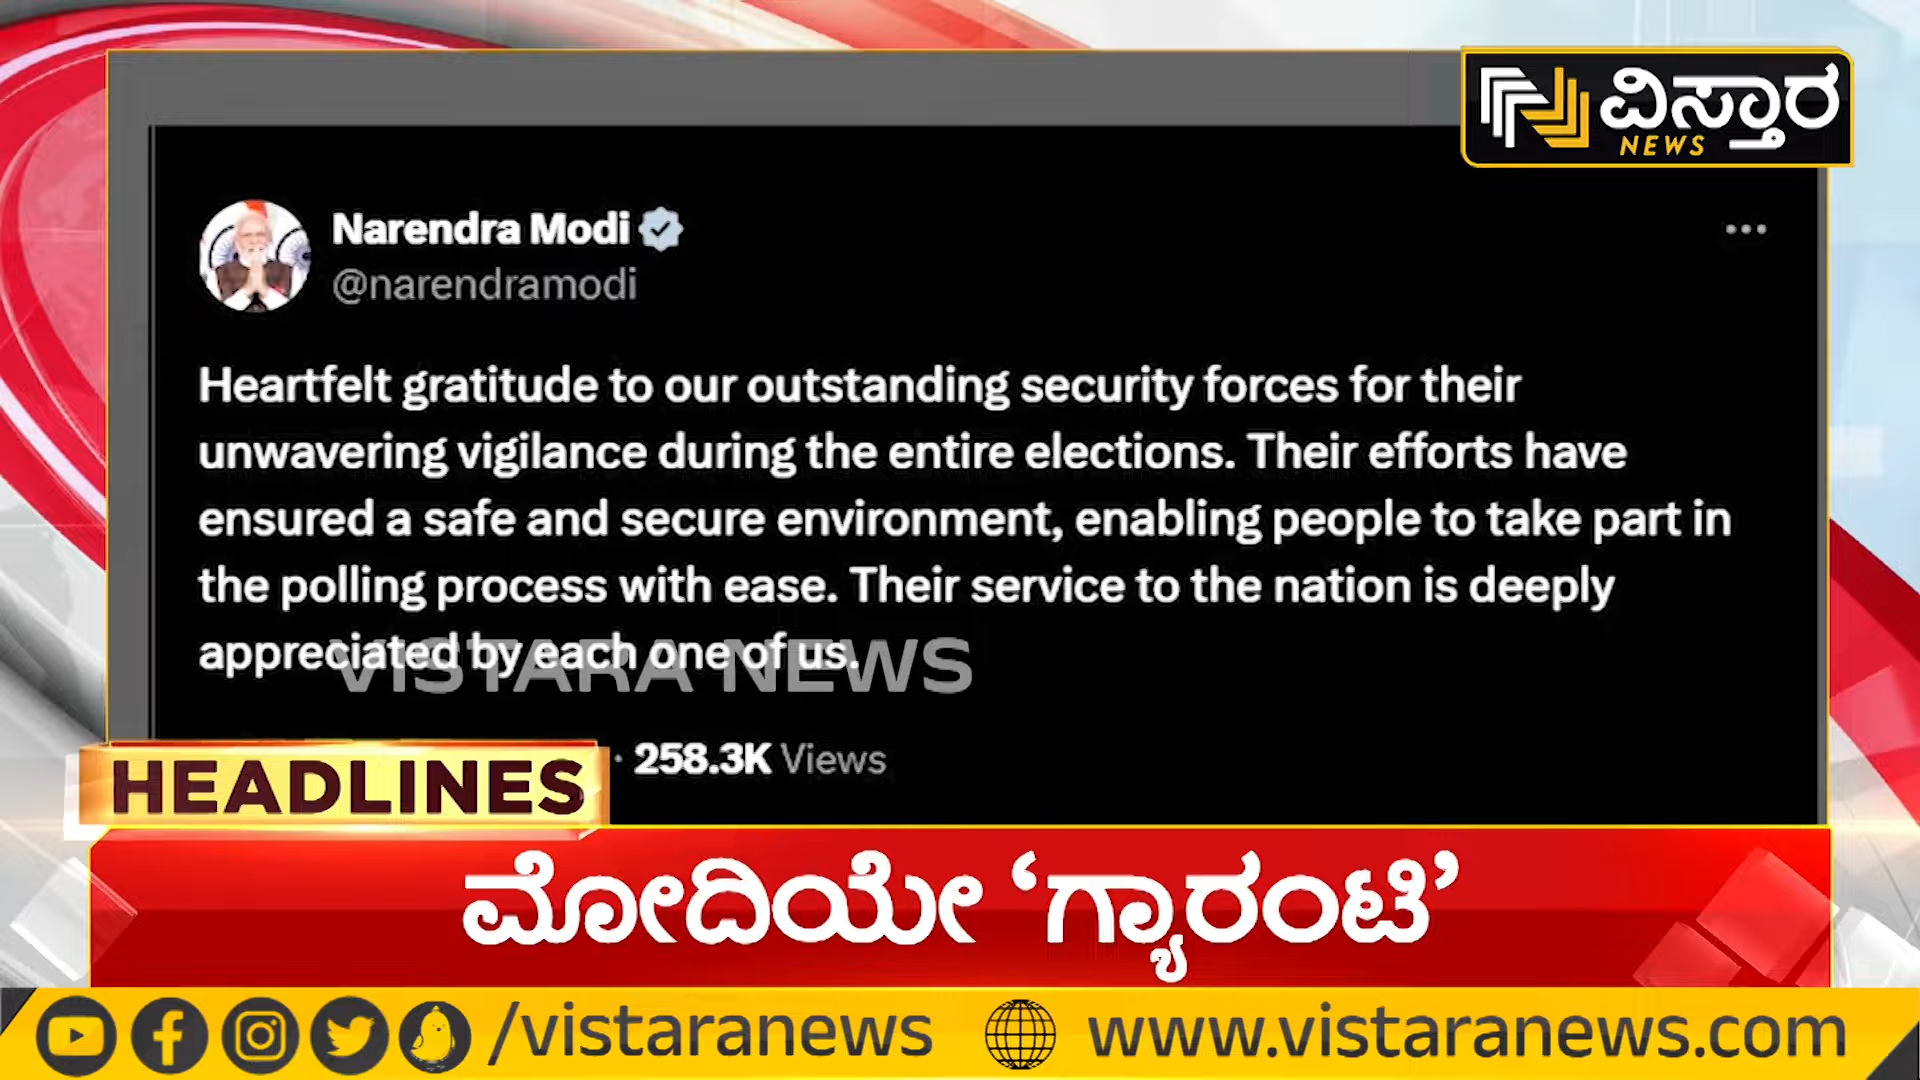 ವಿಸ್ತಾರ
NEWS
Narendra Modi
@narendramodi
Heartfelt gratitude to our outstanding security forces for their
unwavering vigilance during the entire elections. Their efforts have
ensured a safe and secure environment, enabling people to take part in
the polling process with ease. Their service to the nation is deeply
appreciated by each one of us.
VISTARA NEWS
· 258.3K Views
HEADLINES
ಮೋದಿಯೇ ‘ಗ್ಯಾರಂಟಿ’
/vistaranews
www.vistaranews.com